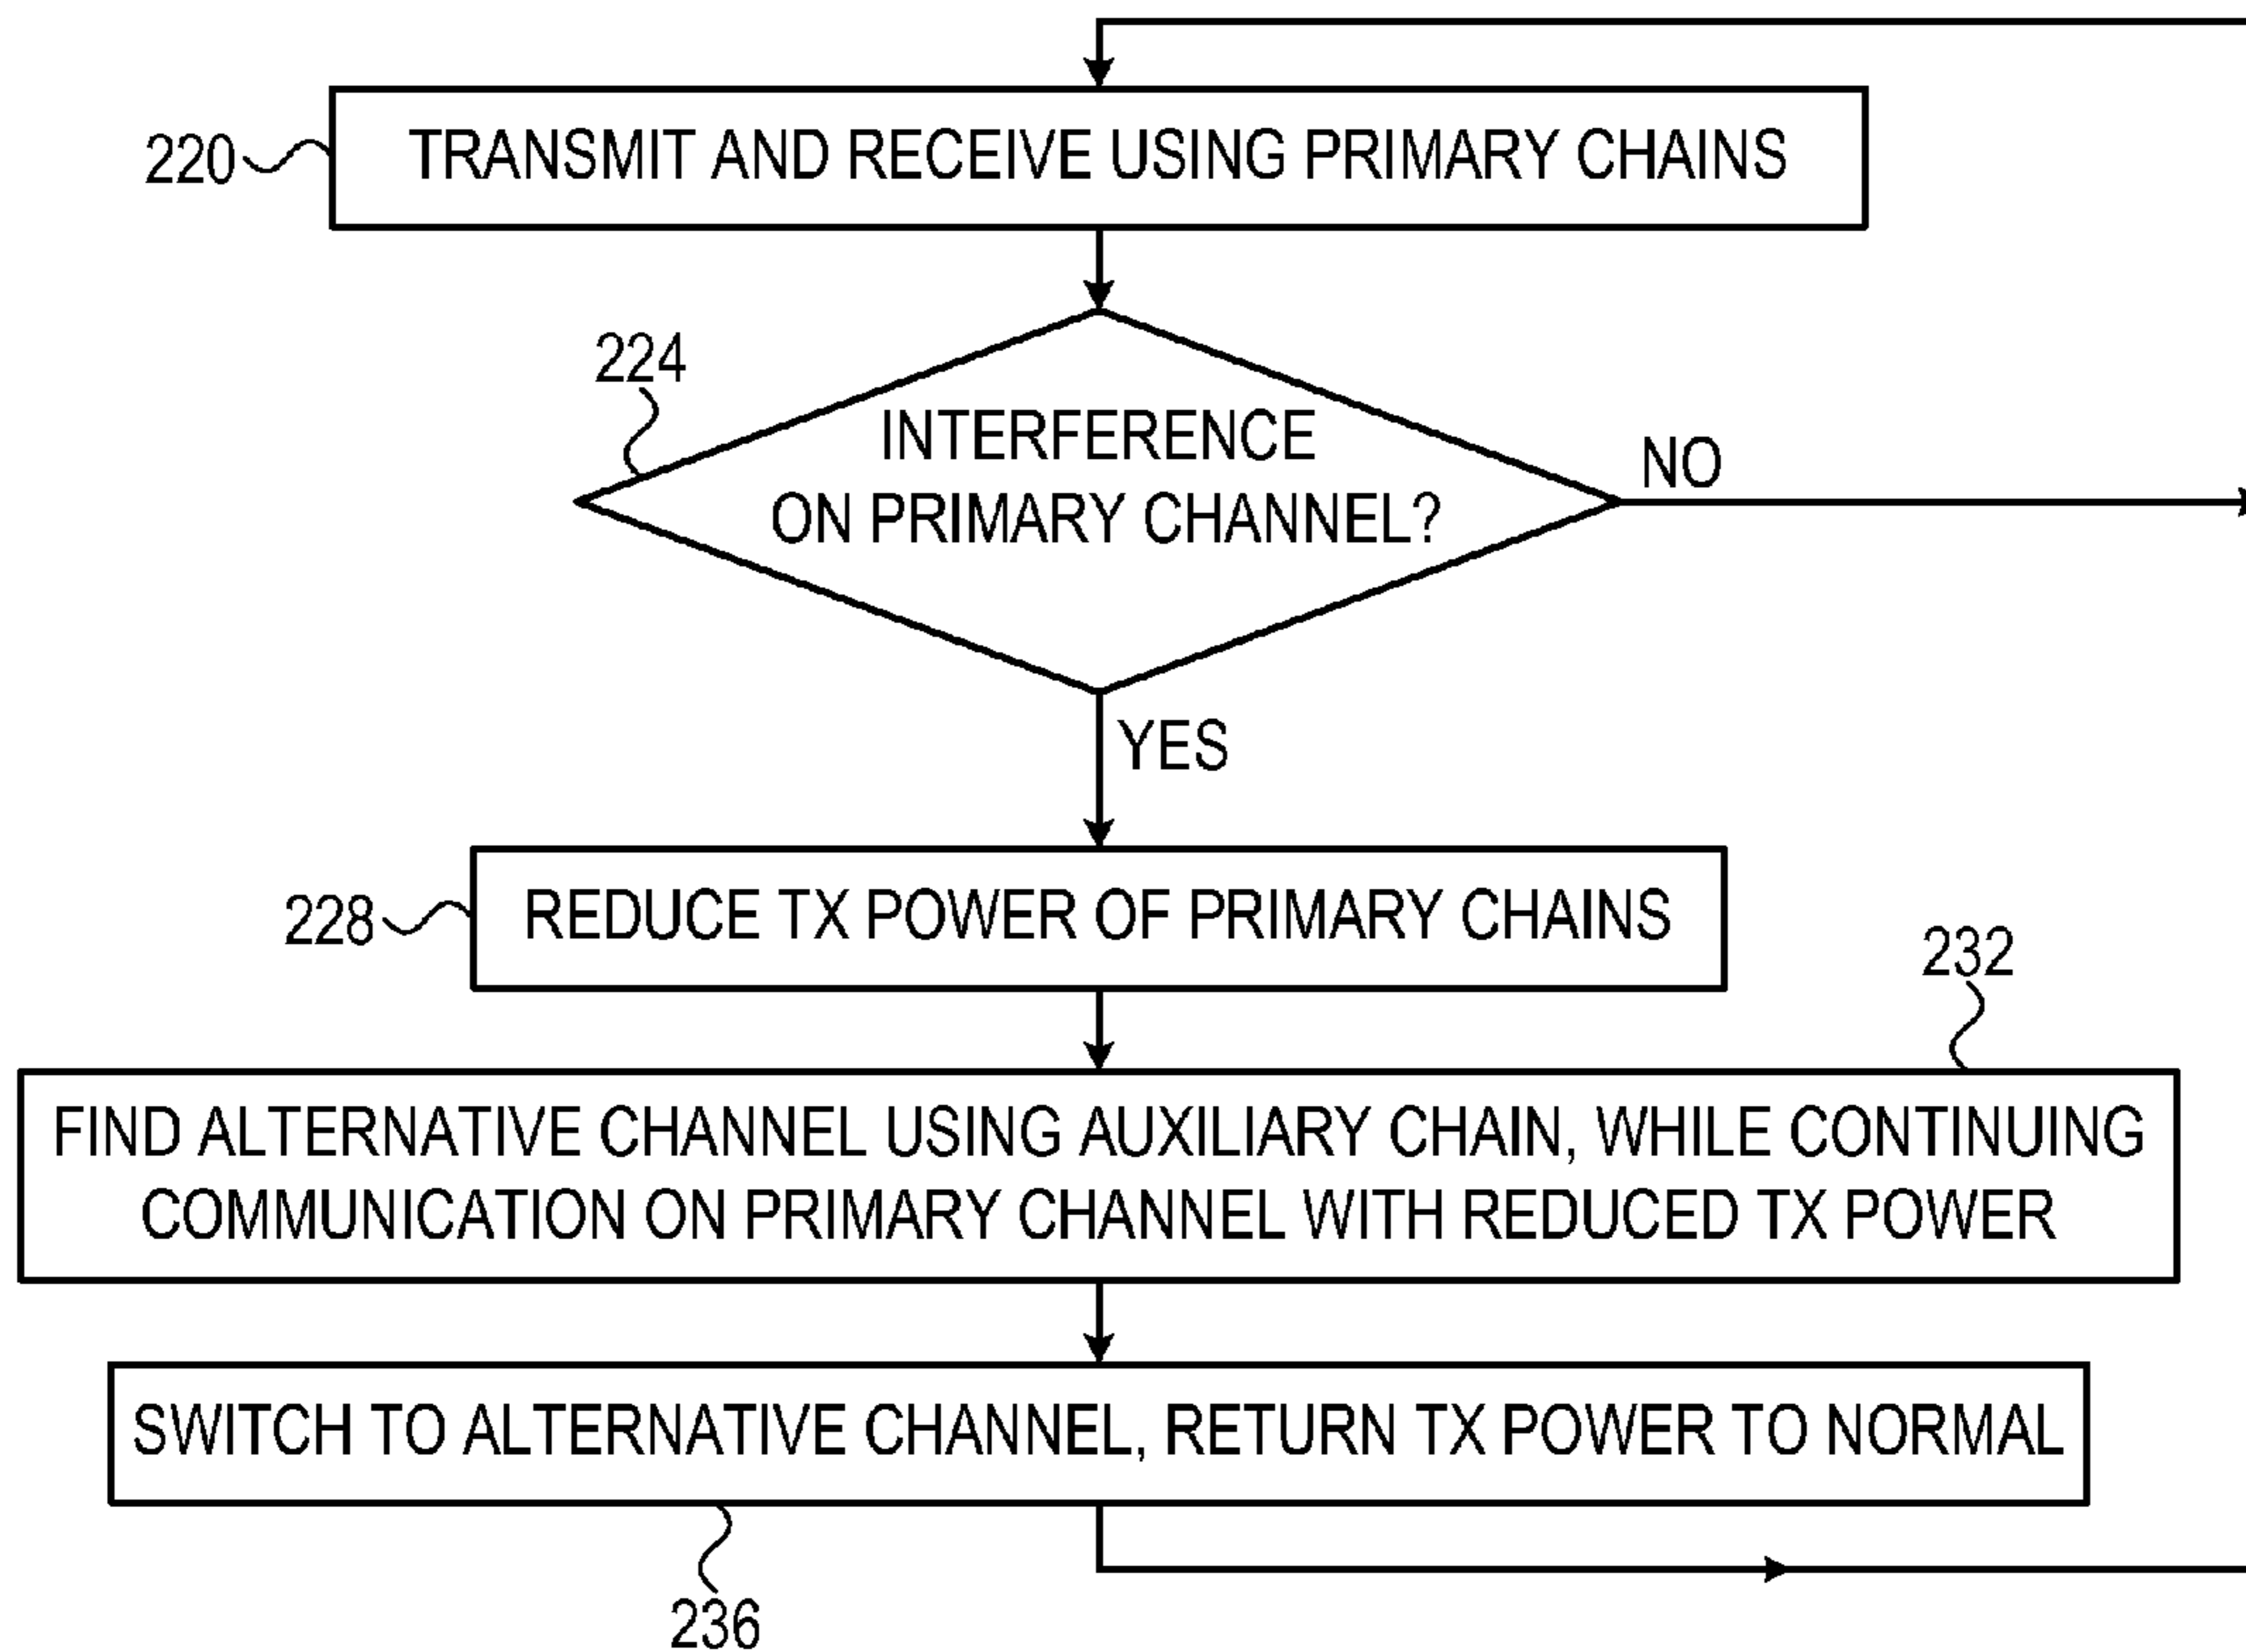 220
TRANSMIT AND RECEIVE USING PRIMARY CHAINS
224
INTERFERENCE
ON PRIMARY CHANNEL?
NO
YES
228
REDUCE TX POWER OF PRIMARY CHAINS
232
FIND ALTERNATIVE CHANNEL USING AUXILIARY CHAIN, WHILE CONTINUING
COMMUNICATION ON PRIMARY CHANNEL WITH REDUCED TX POWER
SWITCH TO ALTERNATIVE CHANNEL, RETURN TX POWER TO NORMAL
236